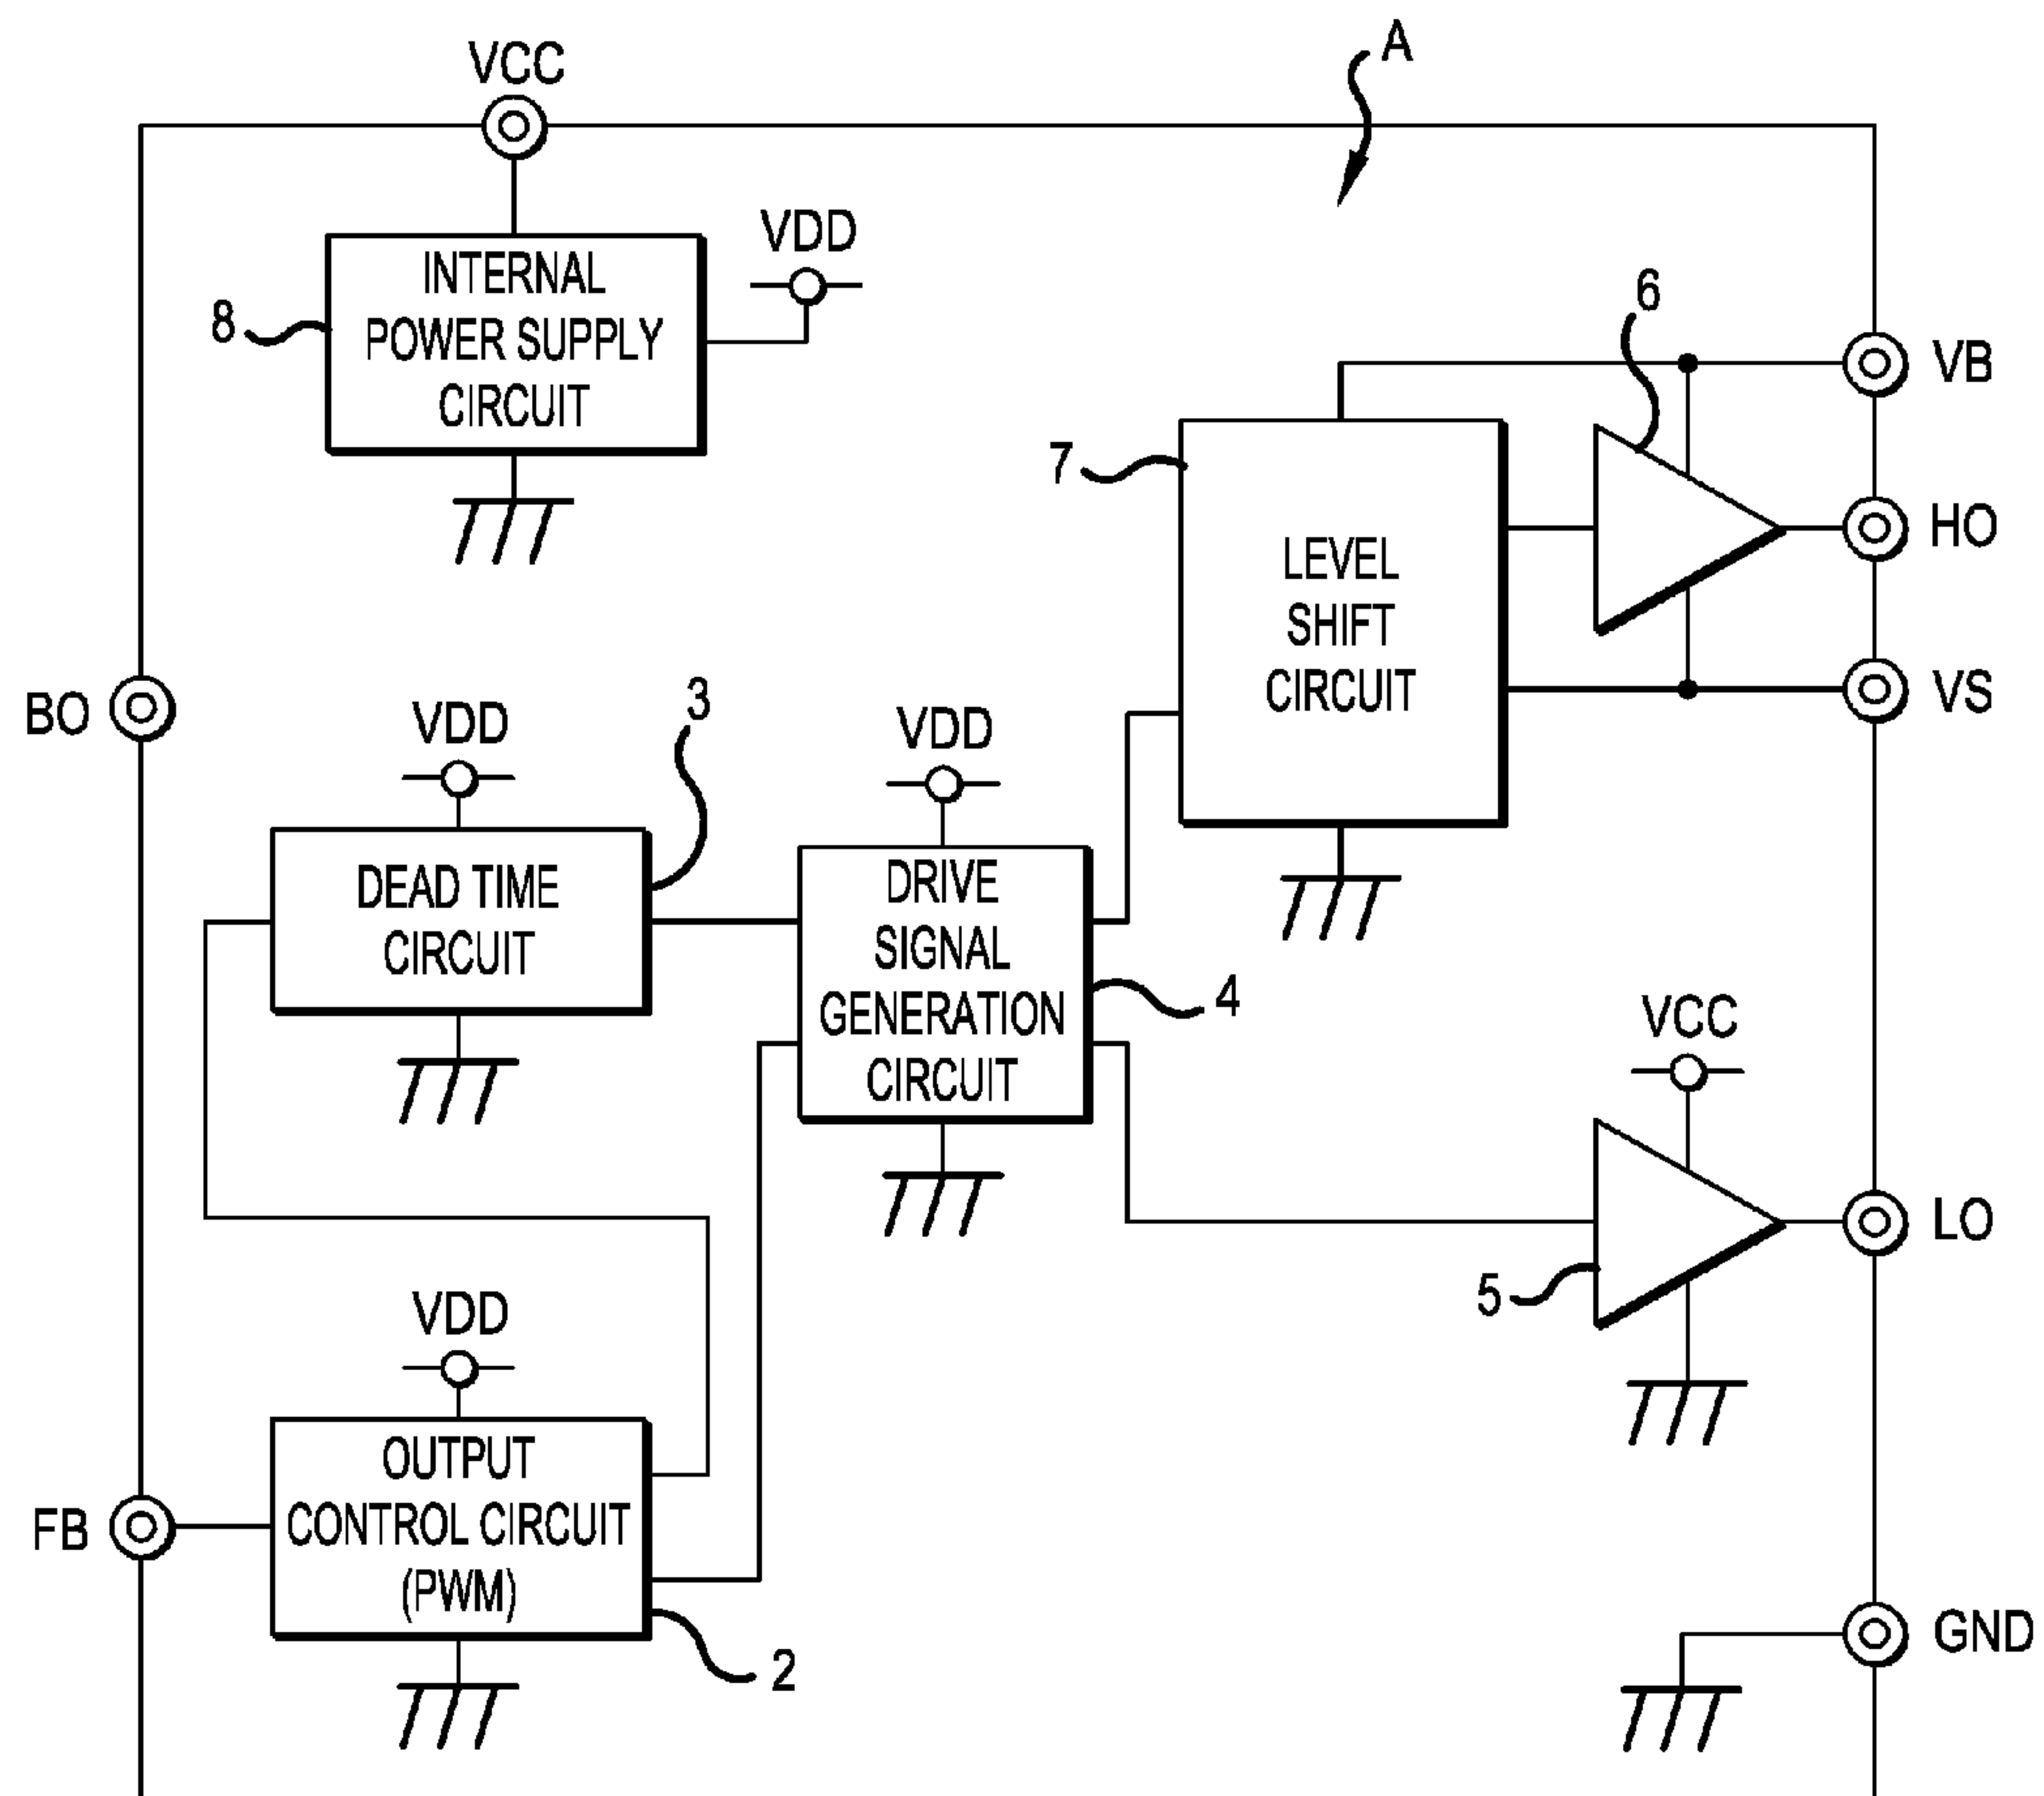 A
VCC
VDD
INTERNAL
POWER SUPPLY
CIRCUIT
8
6
VB
7
HO
LEVEL
SHIFT
CIRCUIT
VS
BO
VDD
3
VDD
DEAD TIME
CIRCUIT
DRIVE
SIGNAL
GENERATION
CIRCUIT
4
VCC
LO
5
VDD
OUTPUT
CONTROL CIRCUIT
(PWM)
FB
2
GND